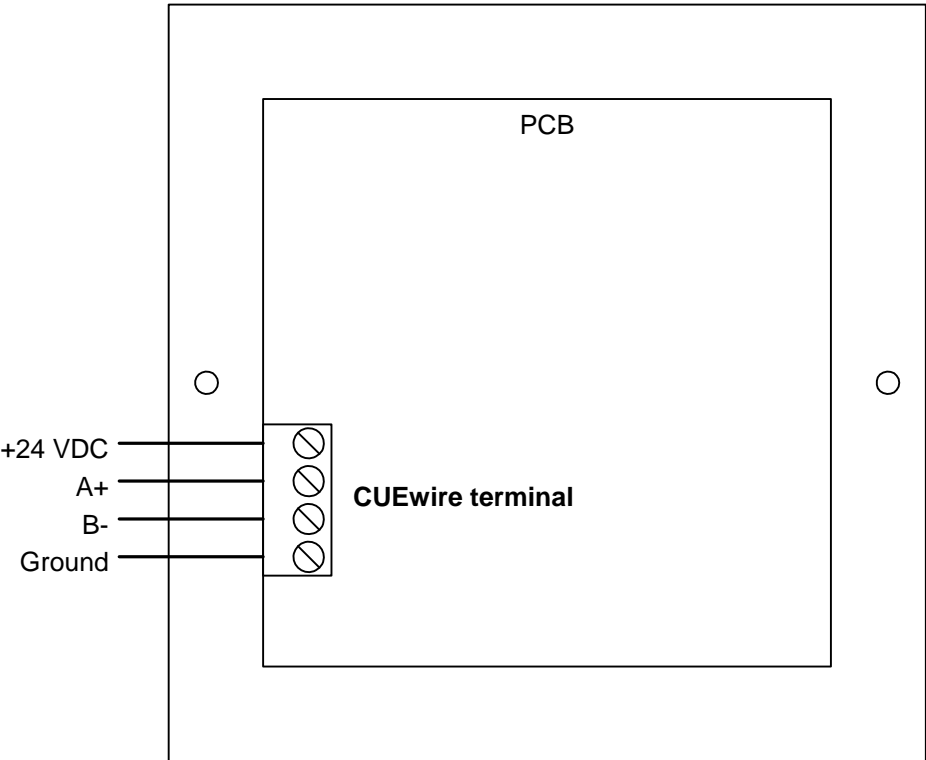 PCB
+24 VDC
A+
CUEwire terminal
B-
Ground